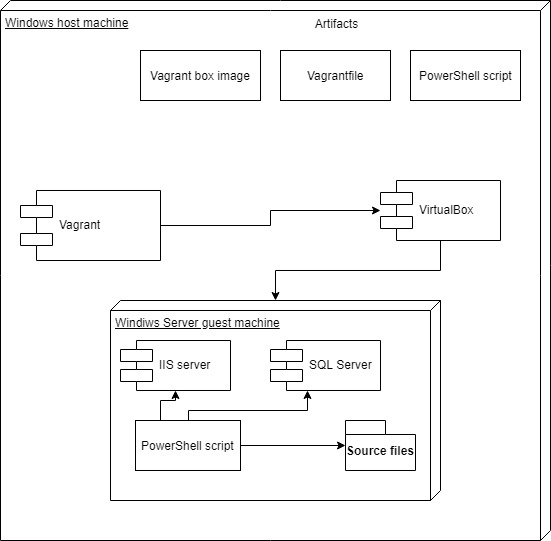 Windows host machine
Artifacts
Vagrant box image
Vagrantfile
PowerShell script
Vagrant
VirtualBox
Windiws Server guest machine
IIS server
SQL Server
PowerShell script
Source files